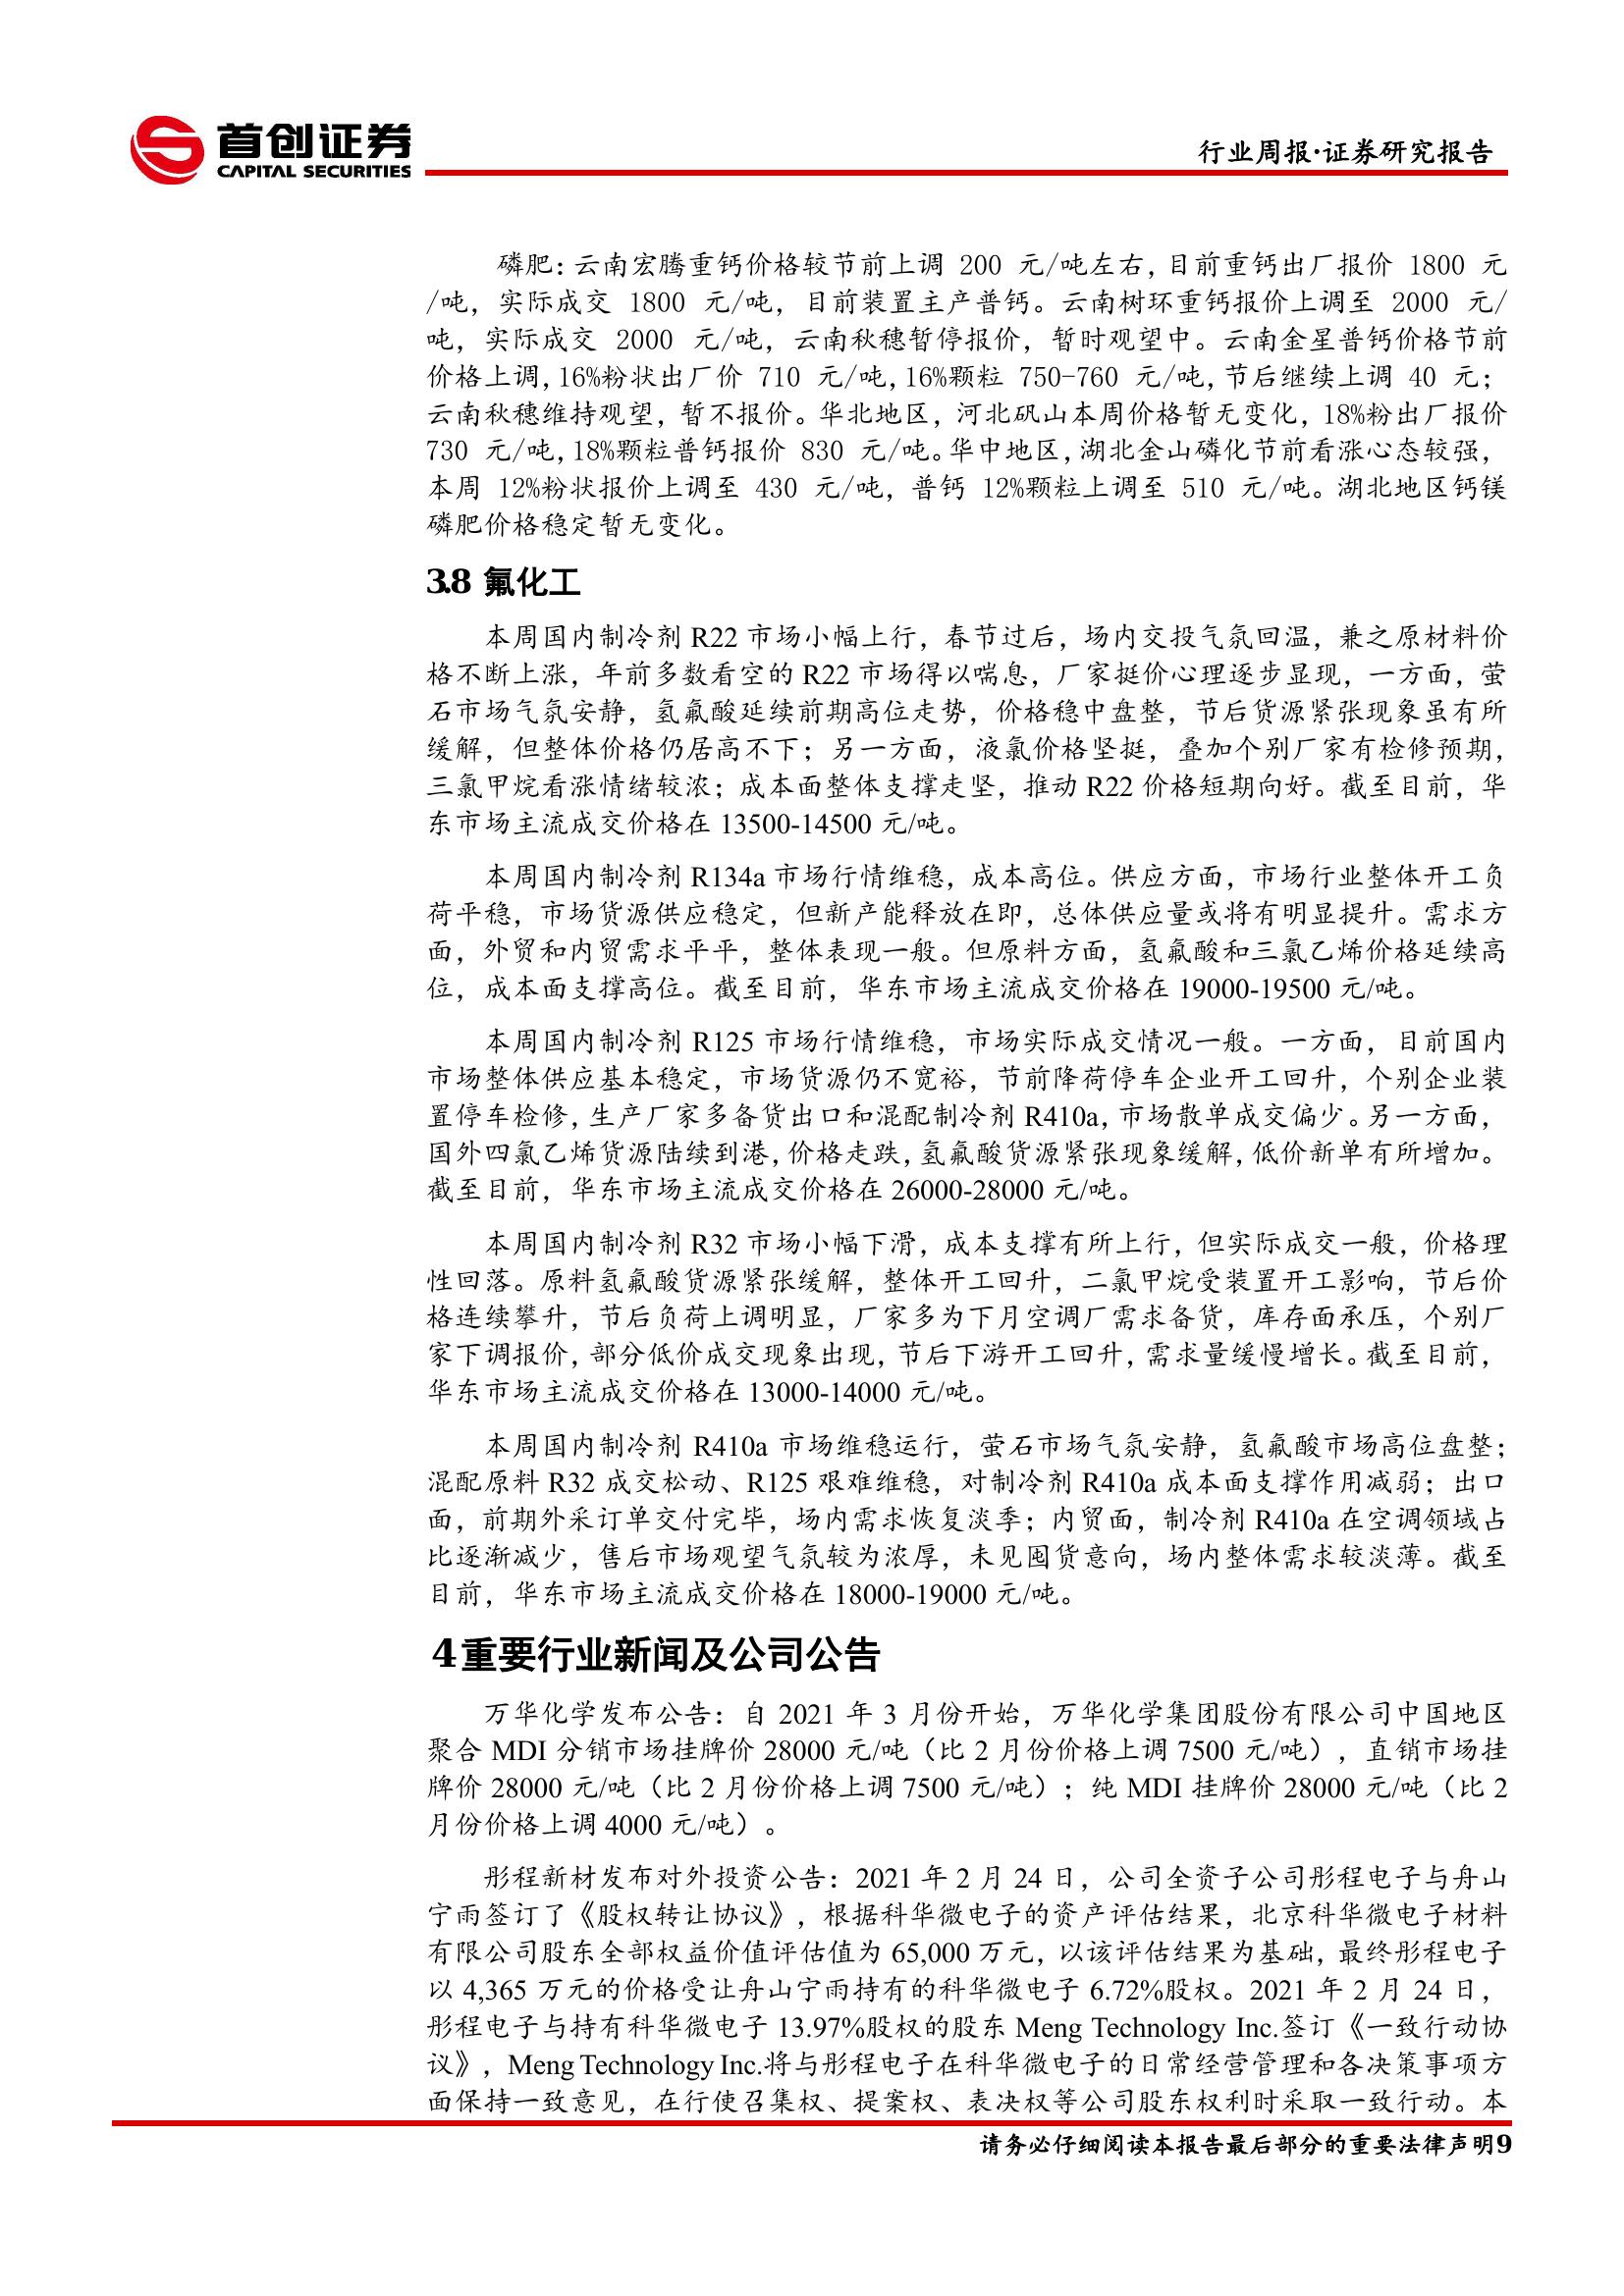 首创证券
CAPITAL SECURITIES
行业周报·证券研究报告
磷肥：云南宏腾重钙价格较节前上调 200 元/吨左右，目前重钙出厂报价 1800 元
/吨，实际成交 1800 元/吨，目前装置主产普钙。云南树环重钙报价上调至 2000 元/
吨，实际成交 2000 元/吨，云南秋穗暂停报价，暂时观望中。云南金星普钙价格节前
价格上调，16%粉状出厂价 710 元/吨，16%颗粒 750-760 元/吨，节后继续上调 40 元；
云南秋穗维持观望，暂不报价。华北地区，河北矾山本周价格暂无变化，18%粉出厂报价
730 元/吨，18%颗粒普钙报价 830 元/吨。华中地区，湖北金山磷化节前看涨心态较强，
本周 12%粉状报价上调至 430 元/吨，普钙 12%颗粒上调至 510 元/吨。湖北地区钙镁
磷肥价格稳定暂无变化。
3.8 氟化工
本周国内制冷剂 R22 市场小幅上行，春节过后，场内交投气氛回温，兼之原材料价
格不断上涨，年前多数看空的 R22 市场得以喘息，厂家挺价心理逐步显现，一方面，萤
石市场气氛安静，氢氟酸延续前期高位走势，价格稳中盘整，节后货源紧张现象虽有所
缓解，但整体价格仍居高不下；另一方面，液氯价格坚挺，叠加个别厂家有检修预期，
三氯甲烷看涨情绪较浓；成本面整体支撑走坚，推动 R22 价格短期向好。截至目前，华
东市场主流成交价格在 13500-14500 元/吨。
本周国内制冷剂 R134a 市场行情维稳，成本高位。供应方面，市场行业整体开工负
荷平稳，市场货源供应稳定，但新产能释放在即，总体供应量或将有明显提升。需求方
面，外贸和内贸需求平平，整体表现一般。但原料方面，氢氟酸和三氯乙烯价格延续高
位，成本面支撑高位。截至目前，华东市场主流成交价格在 19000-19500 元/吨。
本周国内制冷剂 R125 市场行情维稳，市场实际成交情况一般。一方面，目前国内
市场整体供应基本稳定，市场货源仍不宽裕，节前降荷停车企业开工回升，个别企业装
置停车检修，生产厂家多备货出口和混配制冷剂 R410a，市场散单成交偏少。另一方面，
国外四氯乙烯货源陆续到港，价格走跌，氢氟酸货源紧张现象缓解，低价新单有所增加。
截至目前，华东市场主流成交价格在 26000-28000 元/吨。
本周国内制冷剂 R32 市场小幅下滑，成本支撑有所上行，但实际成交一般，价格理
性回落。原料氢氟酸货源紧张缓解，整体开工回升，二氯甲烷受装置开工影响，节后价
格连续攀升，节后负荷上调明显，厂家多为下月空调厂需求备货，库存面承压，个别厂
家下调报价，部分低价成交现象出现，节后下游开工回升，需求量缓慢增长。截至目前，
华东市场主流成交价格在 13000-14000 元/吨。
本周国内制冷剂 R410a 市场维稳运行，萤石市场气氛安静，氢氟酸市场高位盘整；
混配原料 R32 成交松动、R125 艰难维稳，对制冷剂 R410a 成本面支撑作用减弱；出口
面，前期外采订单交付完毕，场内需求恢复淡季；内贸面，制冷剂 R410a 在空调领域占
比逐渐减少，售后市场观望气氛较为浓厚，未见囤货意向，场内整体需求较淡薄。截至
目前，华东市场主流成交价格在 18000-19000 元/吨。
4重要行业新闻及公司公告
万华化学发布公告：自 2021 年 3 月份开始，万华化学集团股份有限公司中国地区
聚合 MDI 分销市场挂牌价 28000 元/吨（比 2 月份价格上调 7500 元/吨），直销市场挂
牌价 28000 元/吨（比 2 月份价格上调 7500 元/吨）；纯 MDI 挂牌价 28000 元/吨（比 2
月份价格上调 4000 元/吨）。
彤程新材发布对外投资公告：2021 年 2 月 24 日，公司全资子公司彤程电子与舟山
宁雨签订了《股权转让协议》，根据科华微电子的资产评估结果，北京科华微电子材料
有限公司股东全部权益价值评估值为 65,000 万元，以该评估结果为基础，最终彤程电子
以 4,365 万元的价格受让舟山宁雨持有的科华微电子 6.72%股权。2021 年 2 月 24 日，
彤程电子与持有科华微电子 13.97%股权的股东 Meng Technology Inc.签订《一致行动协
议》，Meng Technology Inc.将与彤程电子在科华微电子的日常经营管理和各决策事项方
面保持一致意见，在行使召集权、提案权、表决权等公司股东权利时采取一致行动。本
请务必仔细阅读本报告最后部分的重要法律声明9